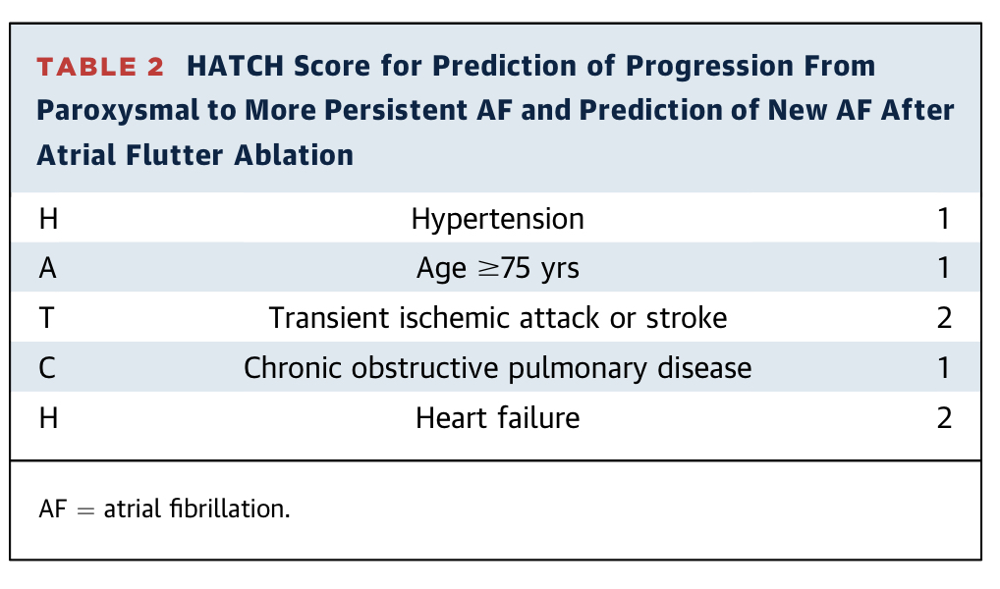 TABLE 2 HATCH Score for Prediction of Progression From
Paroxysmal to More Persistent AF and Prediction of New AF After
Atrial Flutter Ablation
H Hypertension 1
A Age ≥75 yrs 1
T Transient ischemic attack or stroke 2
C Chronic obstructive pulmonary disease 1
H Heart failure 2
AF = atrial fibrillation.